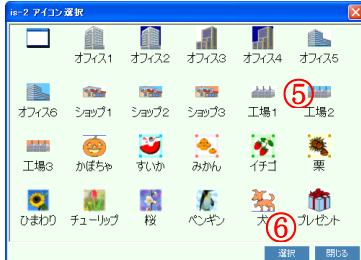 is-2 アイコン選択
オフィス1 オフィス2 オフィス3 オフィス4 オフィス5
⑤
オフィス6 ショップ1 ショップ2 ショップ3 工場1 工場2
工場3 かぼちゃ すいか みかん イチゴ 栗
ひまわり チューリップ 桜 ペンギン 犬 プレゼント
⑥
選択 閉じる